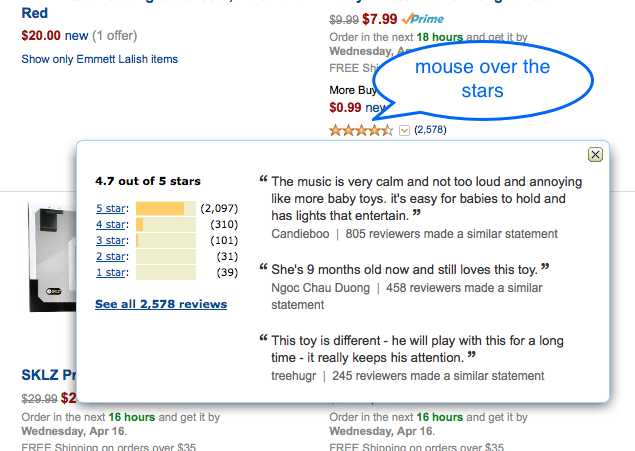 Red
$20.00 new (1 offer)
Show only Emmett Lalish items
$9.99 $7.99 Prime
Order in the next 18 hours and get it by
Wednesday, Ap
FREE Shi
More Buy
$0.99 new
(2,578)
mouse over the
stars
4.7 out of 5 stars
5 star: (2,097)
4 star: (310)
3 star: (101)
2 star: (31)
1 star: (39)
See all 2,578 reviews
“ The music is very calm and not too loud and annoying
like more baby toys. it's easy for babies to hold and
has lights that entertain. ”
Candieboo | 805 reviewers made a similar statement
“ She's 9 months old now and still loves this toy. ”
Ngoc Chau Duong | 458 reviewers made a similar
statement
“ This toy is different - he will play with this for a long
time - it really keeps his attention. ”
treehugr | 245 reviewers made a similar statement
SKLZ
SKLZ Pr
$29.99 $2
Order in the next 16 hours and get it by
Wednesday, Apr 16.
FREE Shipping on orders over $35
Order in the next 16 hours and get it by
Wednesday, Apr 16.
FREE Shipping on orders over $35